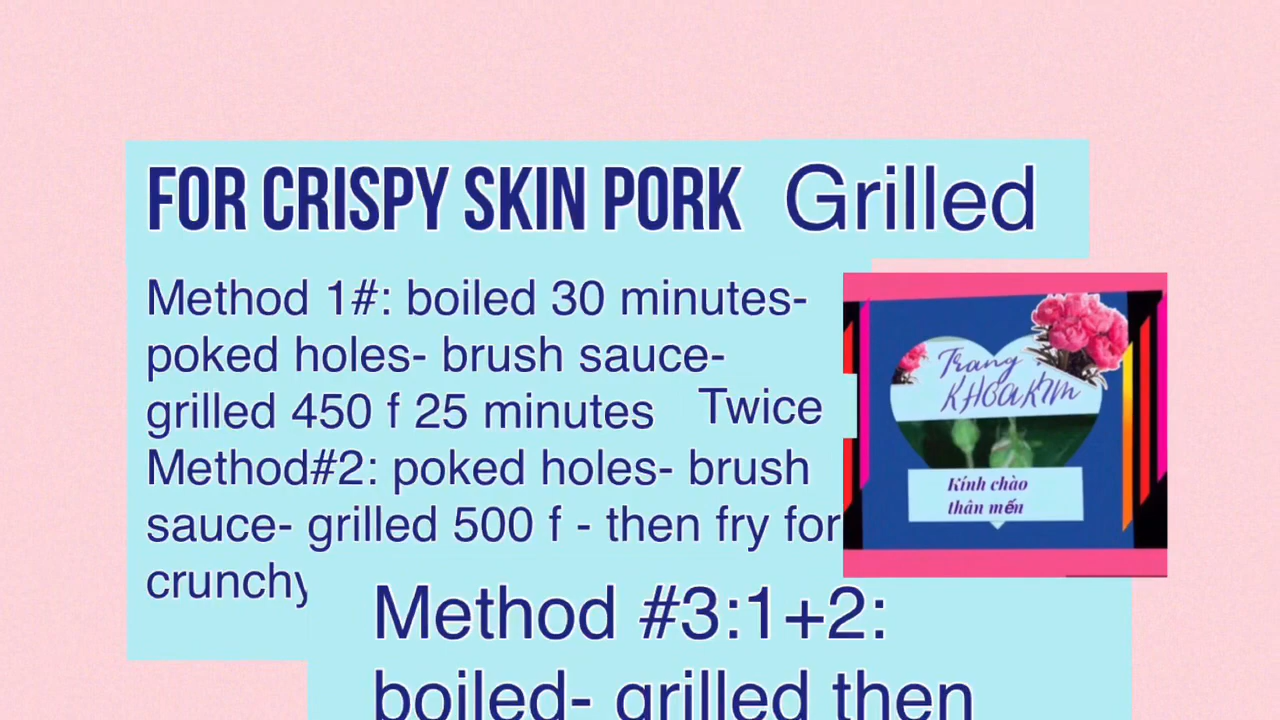 FOR CRISPY SKIN PORK Grilled
Method 1#: boiled 30 minutes-
poked holes- brush sauce-
grilled 450 f 25 minutes Twice
Method#2: poked holes- brush
sauce- grilled 500 f - then fry for
crunchy
Trang
KHOAKIM
Kính chào
thân mến
Method #3:1+2:
boiled- grilled then